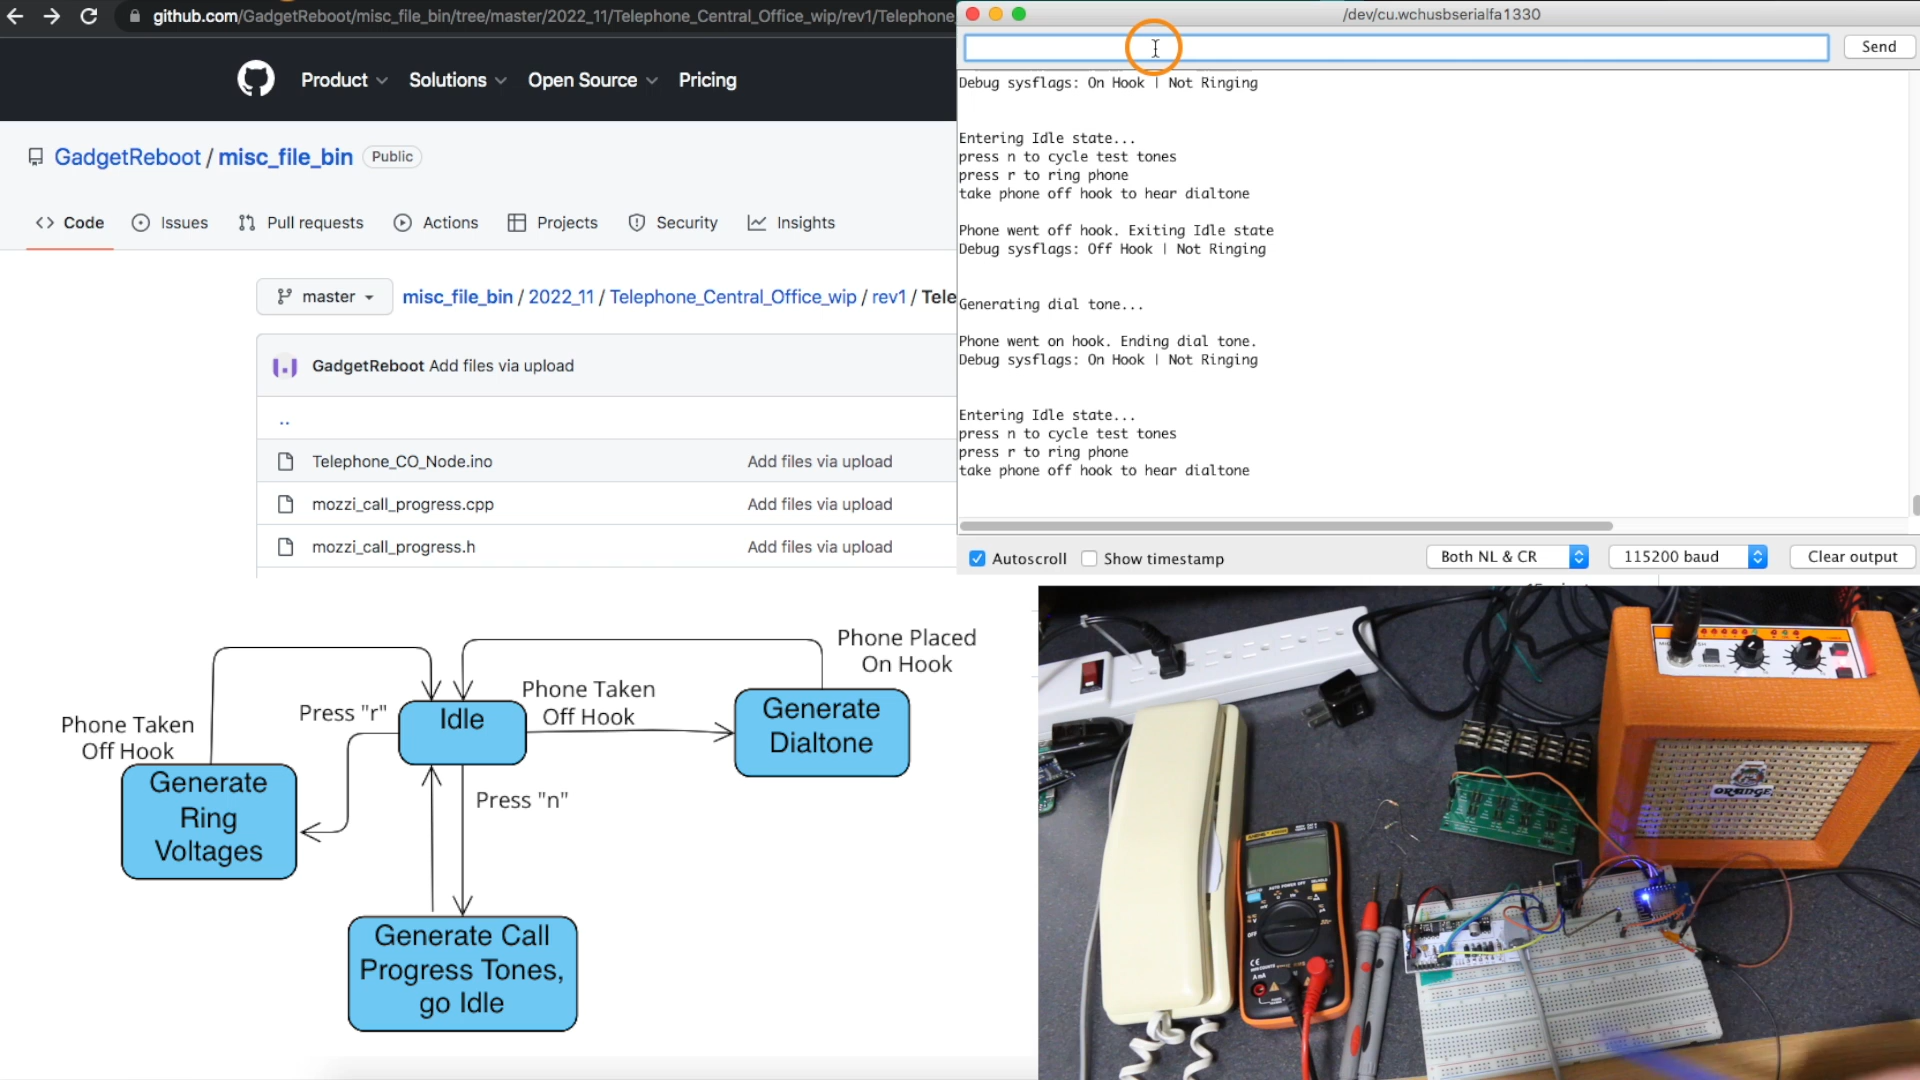 github.com/GadgetReboot/misc_file_bin/tree/master/2022_11/Telephone_Central_Office_wip/rev1/Telephone_
Product
Solutions
Open Source
Pricing
GadgetReboot / misc_file_bin
Public
Code
Issues
Pull requests
Actions
Projects
Security
Insights
master
misc_file_bin / 2022_11 / Telephone_Central_Office_wip / rev1 / Tele
GadgetReboot Add files via upload
..
Telephone_CO_Node.ino
Add files via upload
mozzi_call_progress.cpp
Add files via upload
mozzi_call_progress.h
Add files via upload
/dev/cu.wchusbserialfa1330
Send
Debug sysflags: On Hook | Not Ringing
Entering Idle state...
press n to cycle test tones
press r to ring phone
take phone off hook to hear dialtone
Phone went off hook. Exiting Idle state
Debug sysflags: Off Hook | Not Ringing
Generating dial tone...
Phone went on hook. Ending dial tone.
Debug sysflags: On Hook | Not Ringing
Entering Idle state...
press n to cycle test tones
press r to ring phone
take phone off hook to hear dialtone
Autoscroll
Show timestamp
Both NL & CR
115200 baud
Clear output
Phone Taken
Off Hook
Press "r"
Idle
Phone Taken
Off Hook
Phone Placed
On Hook
Generate
Dialtone
Generate
Ring
Voltages
Press "n"
Generate Call
Progress Tones,
go Idle
ORANGE
OFF